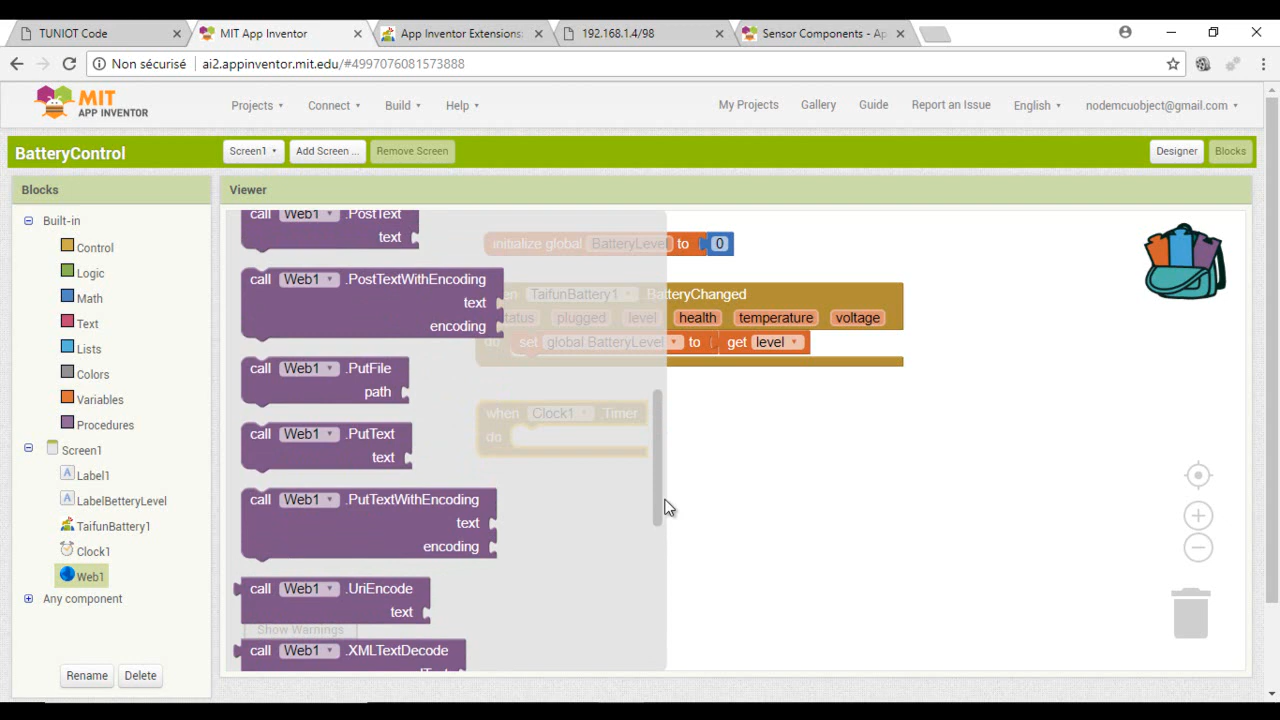 TUNIOT Code
MIT App Inventor
App Inventor Extensions:
192.168.1.4/98
Sensor Components - Ap
Non sécurisé
ai2.appinventor.mit.edu/#4997076081573888
MIT
APP INVENTOR
Projects
Connect
Build
Help
My Projects
Gallery
Guide
Report an Issue
English
nodemcuobject@gmail.com
BatteryControl
Screen1
Add Screen ...
Remove Screen
Designer
Blocks
Blocks
Viewer
Built-in
Control
Logic
Math
Text
Lists
Colors
Variables
Procedures
Screen1
Label1
LabelBetteryLevel
TaifunBattery1
Clock1
Web1
Any component
Rename
Delete
call Web1 .PostText
text
call Web1 .PostTextWithEncoding
text
encoding
call Web1 .PutFile
path
call Web1 .PutText
text
call Web1 .PutTextWithEncoding
text
encoding
call Web1 .UriEncode
text
Show Warnings
call Web1 .XMLTextDecode
initialize global BatteryLevel to 0
TaifunBattery1 .BatteryChanged
status plugged level health temperature voltage
do set global BatteryLevel to get level
when Clock1 .Timer
do